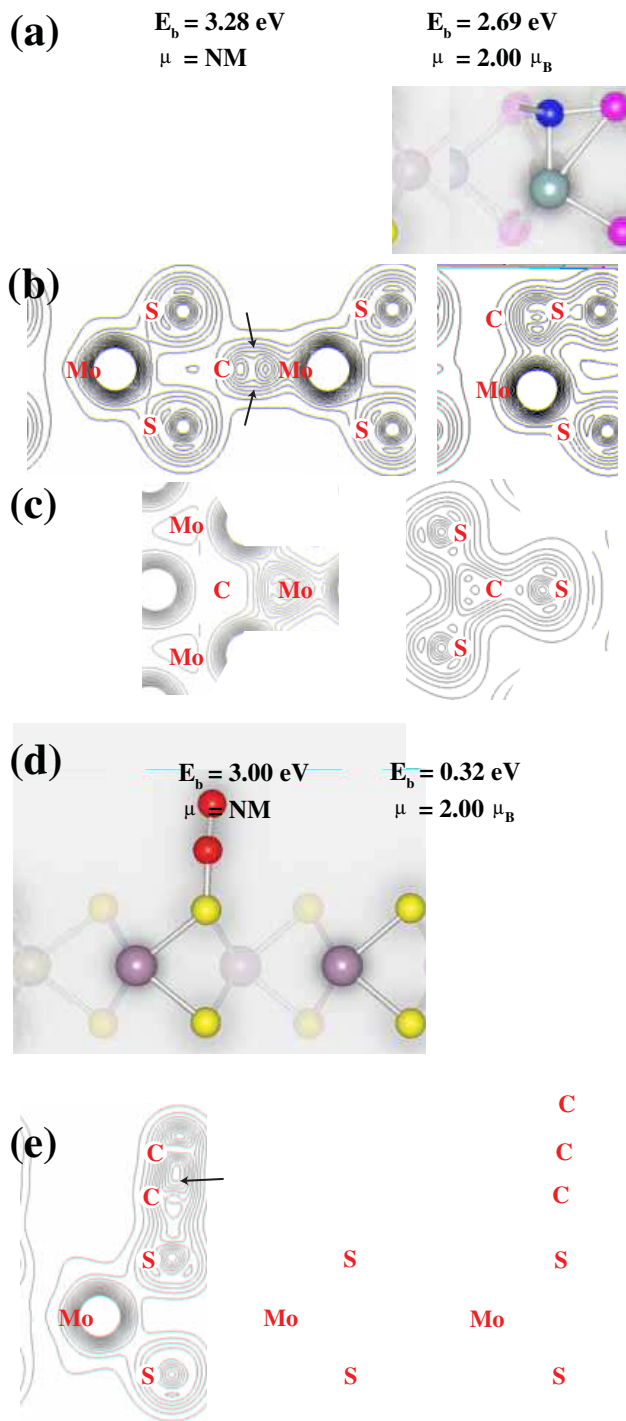 (a)
E_b = 3.28 eV E_b = 2.69 eV
μ = NM μ = 2.00 μ_B
(b)
S S C S
Mo C Mo Mo
S S S
(c)
Mo S
C Mo C S
Mo S
(d)
E_b = 3.00 eV E_b = 0.32 eV
μ = NM μ = 2.00 μ_B
C
(e)
C C
C C
S S S
Mo Mo Mo
S S S